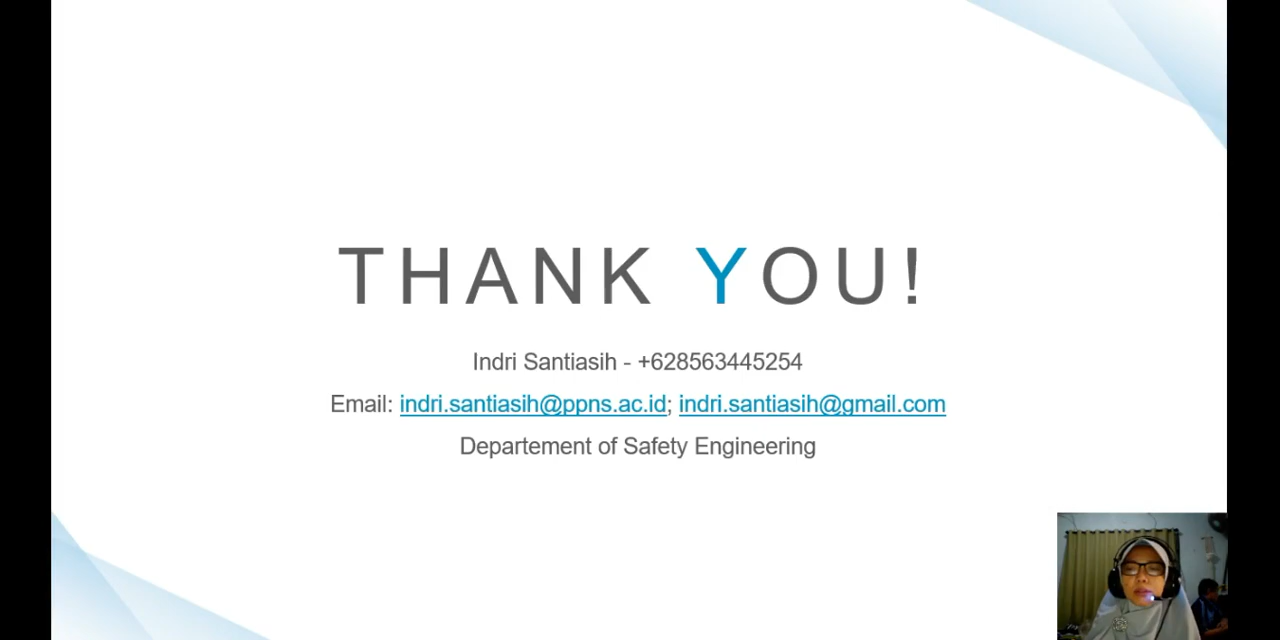 THANK YOU!
Indri Santiasih - +628563445254
Email: indri.santiasih@ppns.ac.id; indri.santiasih@gmail.com
Departement of Safety Engineering